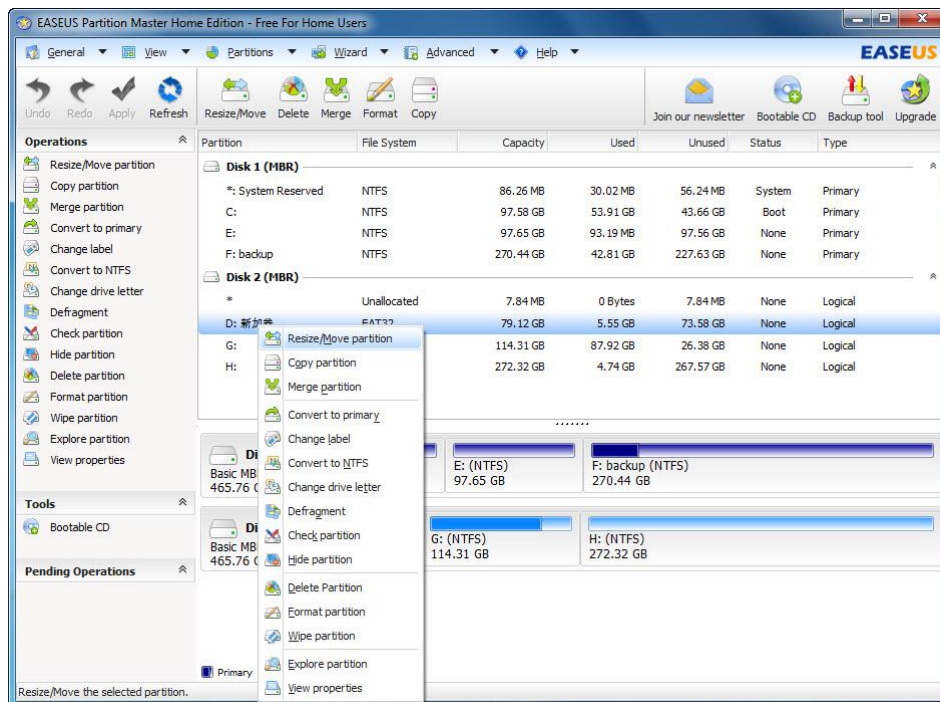 EASEUS Partition Master Home Edition - Free For Home Users
General View Partitions Wizard Advanced Help EASEUS
Undo Redo Apply Refresh Resize/Move Delete Merge Format Copy Join our newsletter Bootable CD Backup tool Upgrade
Operations
Resize/Move partition
Copy partition
Merge partition
Convert to primary
Change label
Convert to NTFS
Change drive letter
Defragment
Check partition
Hide partition
Delete partition
Format partition
Wipe partition
Explore partition
View properties
Tools
Bootable CD
Pending Operations
Partition File System Capacity Used Unused Status Type
Disk 1 (MBR)
*: System Reserved NTFS 86.26 MB 30.02 MB 56.24 MB System Primary
C: NTFS 97.58 GB 53.91 GB 43.66 GB Boot Primary
E: NTFS 97.65 GB 93.19 MB 97.56 GB None Primary
F: backup NTFS 270.44 GB 42.81 GB 227.63 GB None Primary
Disk 2 (MBR)
* Unallocated 7.84 MB 0 Bytes 7.84 MB None Logical
D: 新加卷 FAT32 79.12 GB 5.55 GB 73.58 GB None Logical
G: 114.31 GB 87.92 GB 26.38 GB None Logical
H: 272.32 GB 4.74 GB 267.57 GB None Logical
Resize/Move partition
Copy partition
Merge partition
Convert to primary
Change label
Convert to NTFS
Change drive letter
Defragment
Check partition
Hide partition
Delete Partition
Format partition
Wipe partition
Explore partition
View properties
Di
Basic MB
465.76 G
E: (NTFS)
97.65 GB
F: backup (NTFS)
270.44 GB
Di
Basic MB
465.76 G
G: (NTFS)
114.31 GB
H: (NTFS)
272.32 GB
Primary
Resize/Move the selected partition.